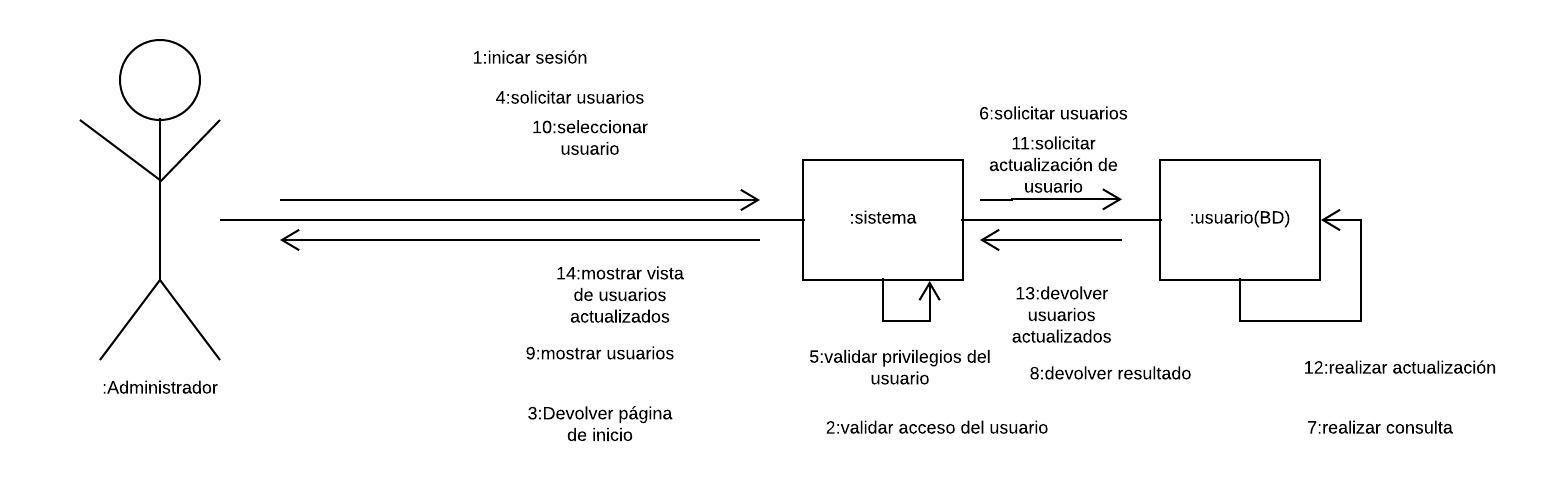 1:inicar sesión
4:solicitar usuarios
10:seleccionar
usuario
6:solicitar usuarios
11:solicitar
actualización de
usuario
:sistema
:usuario(BD)
14:mostrar vista
de usuarios
actualizados
13:devolver
usuarios
actualizados
9:mostrar usuarios
5:validar privilegios del
usuario
8:devolver resultado
12:realizar actualización
:Administrador
3:Devolver página
de inicio
2:validar acceso del usuario
7:realizar consulta